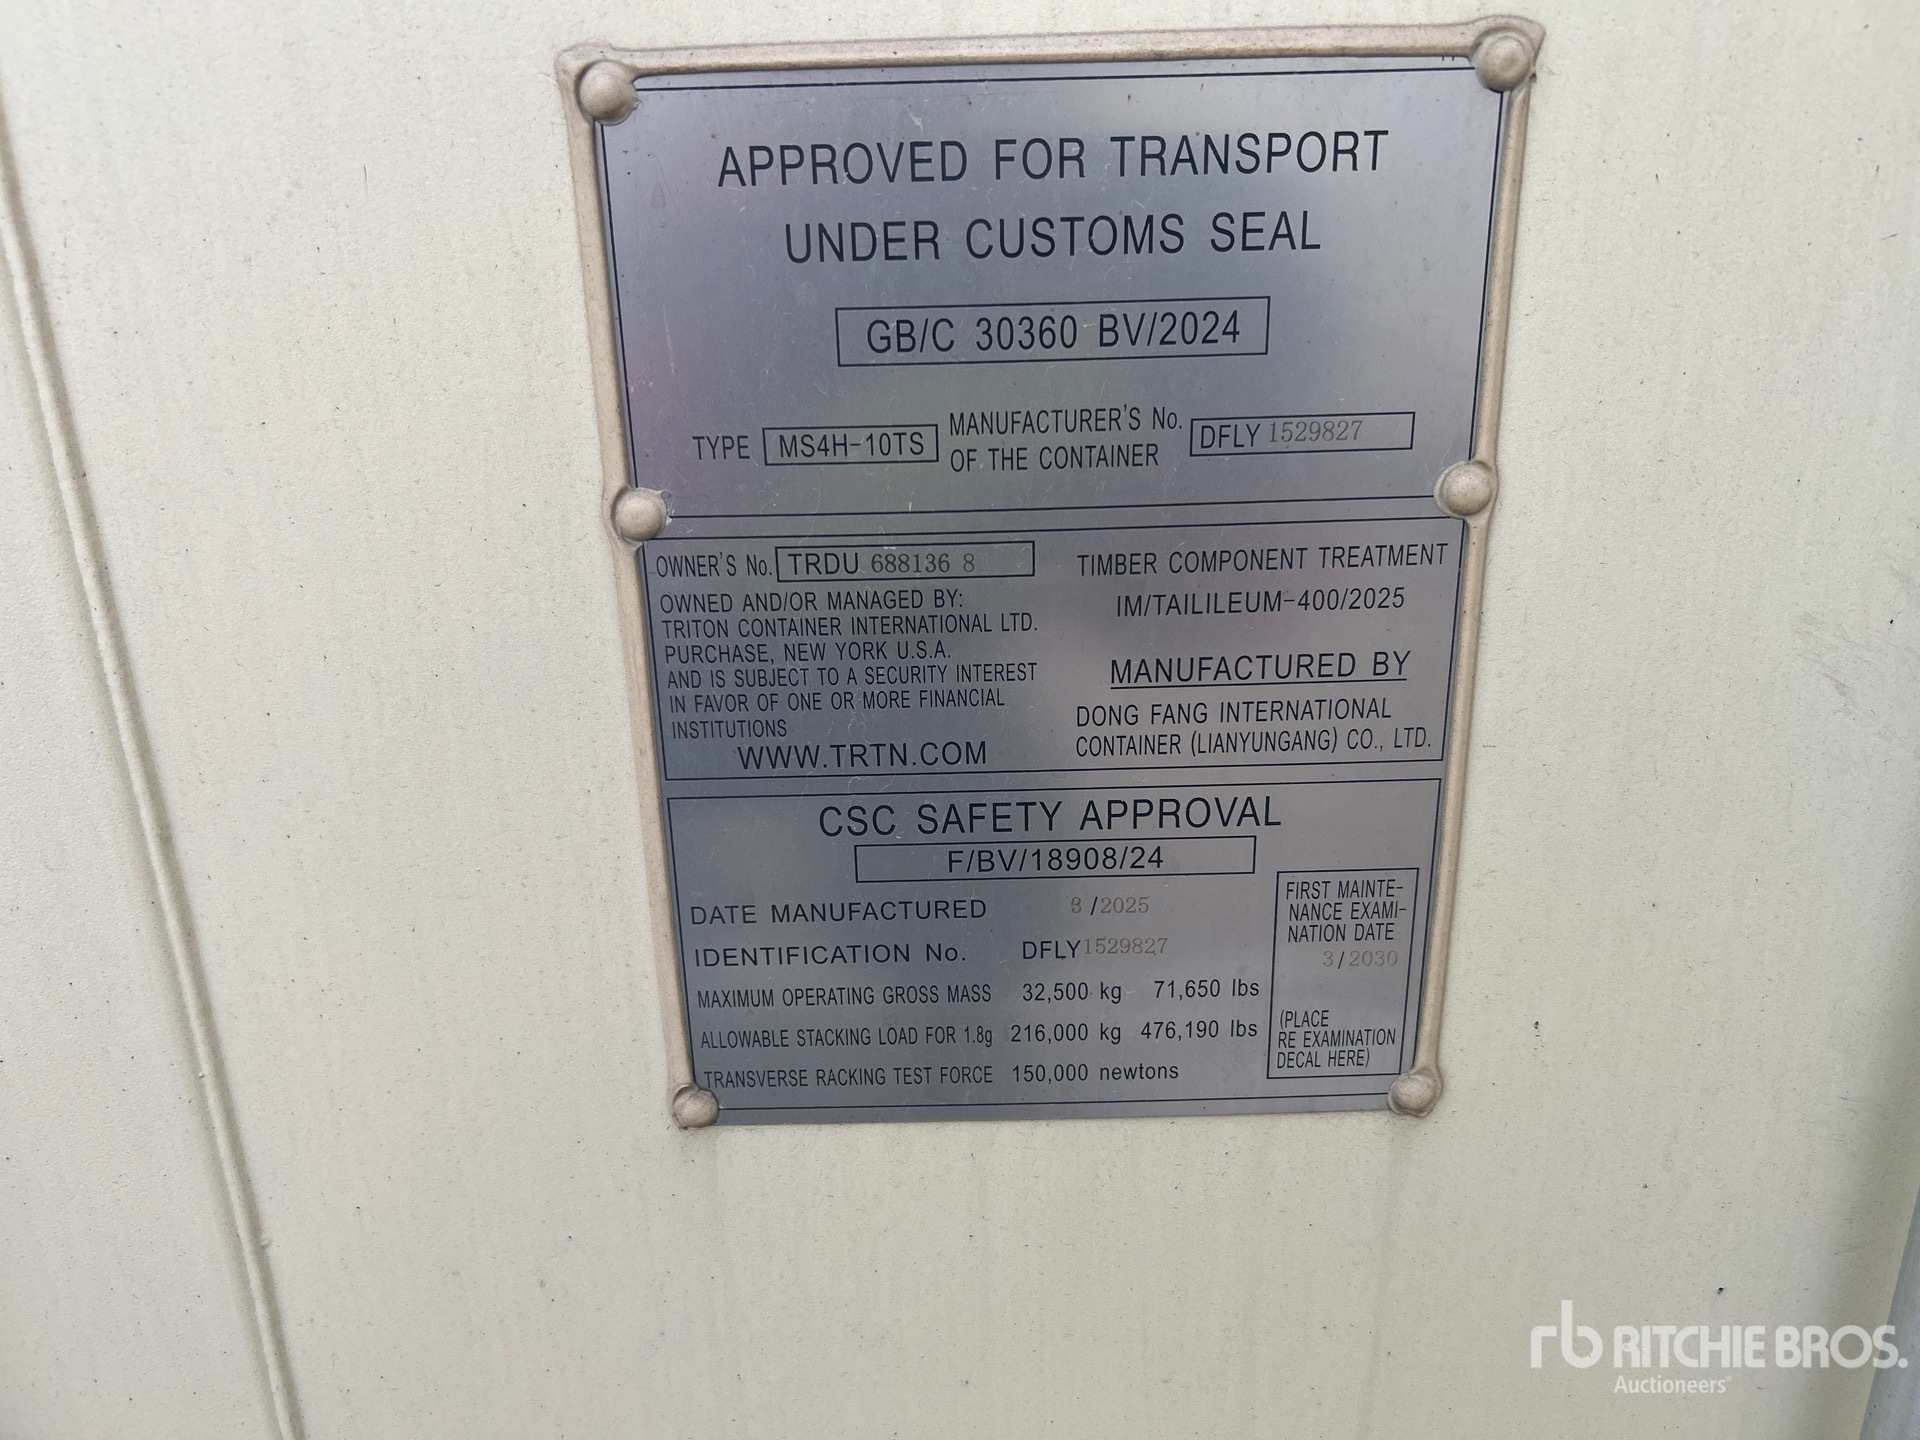 APPROVED FOR TRANSPORT
UNDER CUSTOMS SEAL
GB/C 30360 BV/2024
TYPE MS4H-10TS MANUFACTURER'S No. OF THE CONTAINER DFLY 1529827
OWNER'S No. TRDU 688136 8
OWNED AND/OR MANAGED BY:
TRITON CONTAINER INTERNATIONAL LTD.
PURCHASE, NEW YORK U.S.A.
AND IS SUBJECT TO A SECURITY INTEREST
IN FAVOR OF ONE OR MORE FINANCIAL
INSTITUTIONS
WWW.TRTN.COM
TIMBER COMPONENT TREATMENT
IM/TAILILEUM-400/2025
MANUFACTURED BY
DONG FANG INTERNATIONAL
CONTAINER (LIANYUNGANG) CO., LTD.
CSC SAFETY APPROVAL
F/BV/18908/24
DATE MANUFACTURED 3/2025
IDENTIFICATION No. DFLY1529827
MAXIMUM OPERATING GROSS MASS 32,500 kg 71,650 lbs
ALLOWABLE STACKING LOAD FOR 1.8g 216,000 kg 476,190 lbs
TRANSVERSE RACKING TEST FORCE 150,000 newtons
FIRST MAINTE-
NANCE EXAMI-
NATION DATE
3/2030
(PLACE
RE EXAMINATION
DECAL HERE)
rb RITCHIE BROS.
Auctioneers